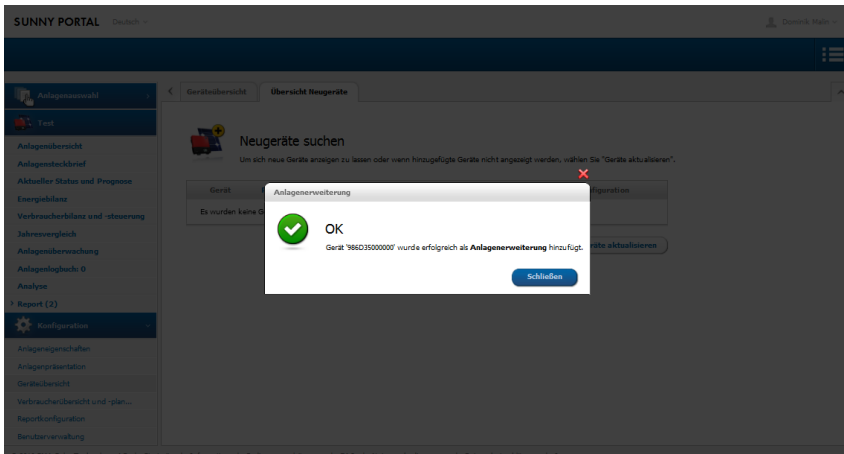 SUNNY PORTAL Deutsch
Dominik Main
Anlagenauswahl
Geräteübersicht
Übersicht Neugeräte
Test
Neugeräte suchen
Um sich neue Geräte anzeigen zu lassen oder wenn hinzugefügte Geräte nicht angezeigt werden, wählen Sie "Geräte aktualisieren".
Gerät
figuration
Es wurden keine G
räte aktualisieren
Anlagenerweiterung
OK
Gerät '986D35000000' wurde erfolgreich als Anlagenerweiterung hinzufügt.
Schließen
Anlagenübersicht
Anlagensteckbrief
Aktueller Status und Prognose
Energiebilanz
Verbraucherbilanz und -steuerung
Jahresvergleich
Anlagenüberwachung
Anlagenlogbuch: 0
Analyse
Report (2)
Konfiguration
Anlageneigenschaften
Anlagenpräsentation
Geräteübersicht
Verbraucherübersicht und -plan...
Reportkonfiguration
Benutzerverwaltung